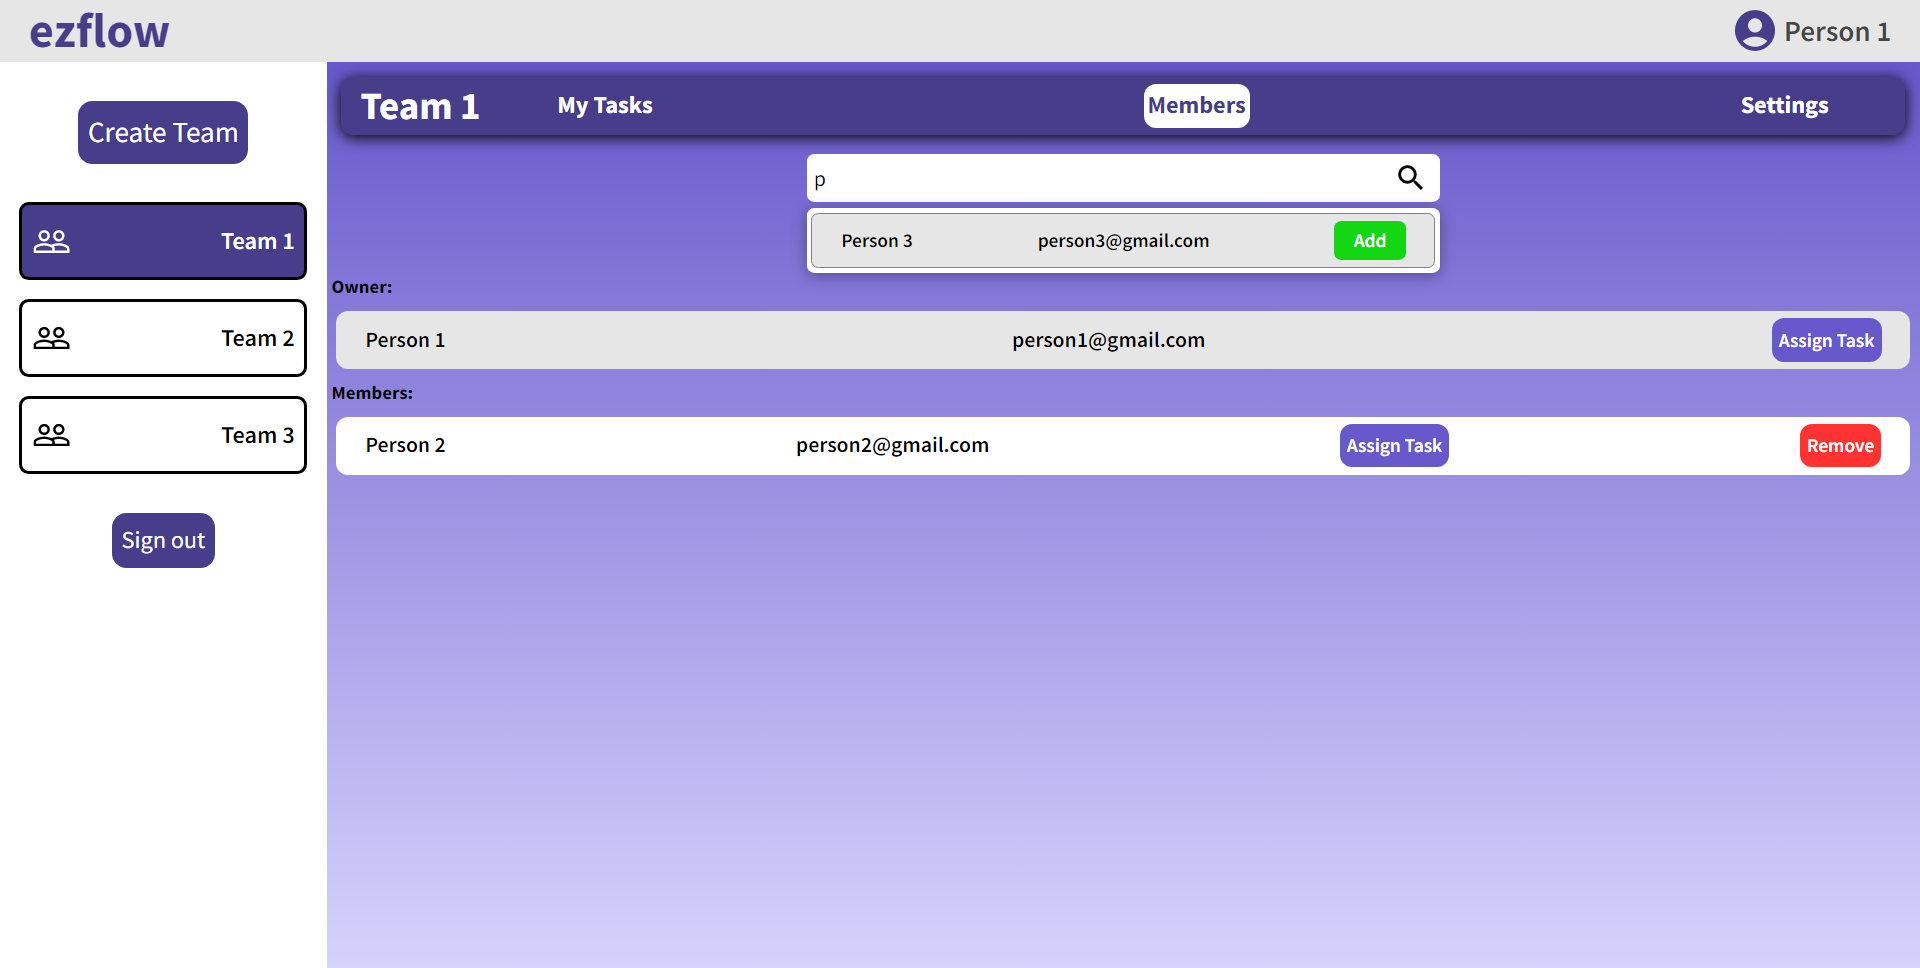 ezflow
Person 1
Create Team
Team 1
Team 2
Team 3
Sign out
Team 1 My Tasks Members Settings
p
Person 3 person3@gmail.com Add
Owner:
Person 1 person1@gmail.com Assign Task
Members:
Person 2 person2@gmail.com Assign Task Remove